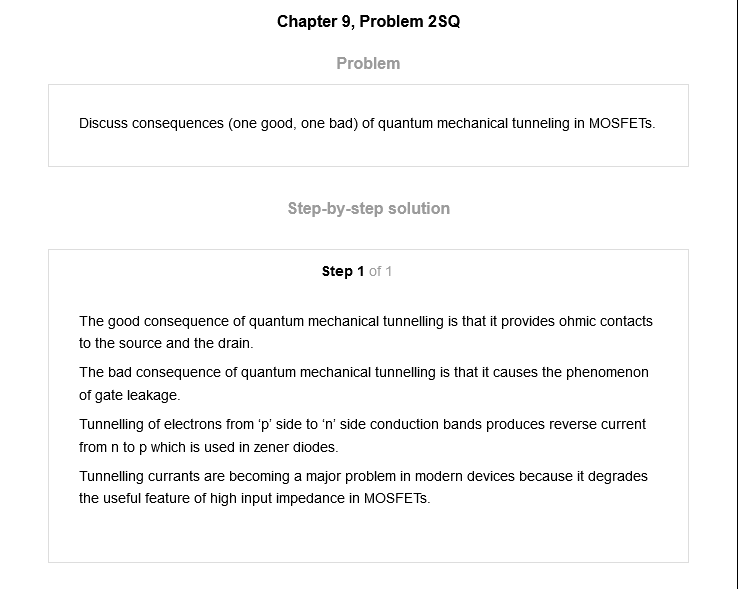 Chapter 9, Problem 2SQ
Problem
Discuss consequences (one good, one bad) of quantum mechanical tunneling in MOSFETs.
Step-by-step solution
Step 1 of 1
The good consequence of quantum mechanical tunnelling is that it provides ohmic contacts
to the source and the drain.
The bad consequence of quantum mechanical tunnelling is that it causes the phenomenon
of gate leakage.
Tunnelling of electrons from ‘p’ side to ‘n’ side conduction bands produces reverse current
from n to p which is used in zener diodes.
Tunnelling currants are becoming a major problem in modern devices because it degrades
the useful feature of high input impedance in MOSFETs.